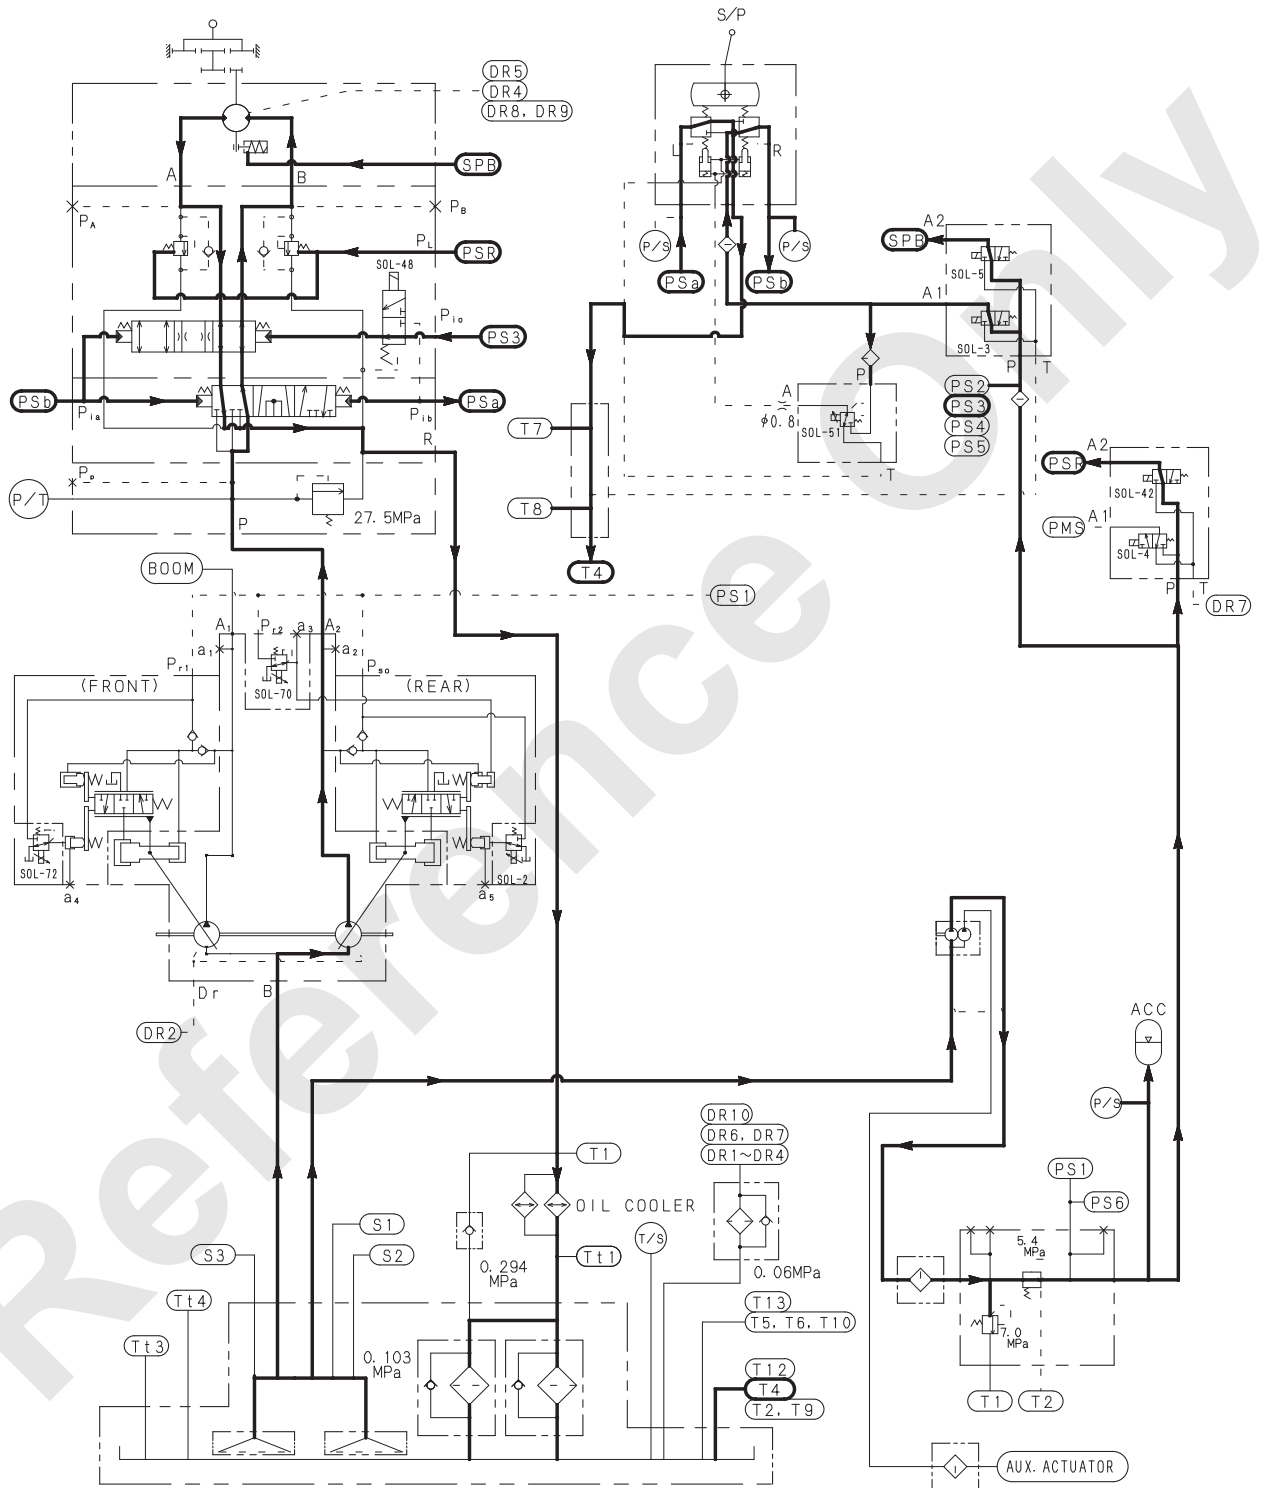 S/P
DR5
DR4
DR8, DR9
SPB
A
B
L
R
PA
PB
A2
SPB
SOL-5
P/S
P/S
PL
PSR
SOL-48
PSa
PSb
A1
SOL-3
P
T
Pio
PS3
P
PS2
PS3
PS4
PS5
A
φ0.8
SOL-51
T
PSb
PSa
Pia
Pib
R
T7
A2
PSR
SOL-42
Pp
P/T
27.5MPa
P
T8
A1
PMS
SOL-4
P
T
DR7
BOOM
T4
PS1
A1
Pr2
a3
A2
a1
a2
Pr1
Pso
(FRONT)
SOL-70
(REAR)
SOL-72
SOL-2
a4
a5
Dr
B
DR2
ACC
P/S
DR10
DR6, DR7
DR1~DR4
T1
PS1
PS6
OIL COOLER
S1
T/S
S3
S2
Tt1
5.4
MPa
0.294
MPa
0.06MPa
Tt4
T13
T5, T6, T10
7.0
MPa
Tt3
0.103
MPa
T12
T4
T2, T9
T1
T2
AUX. ACTUATOR
Reference Only